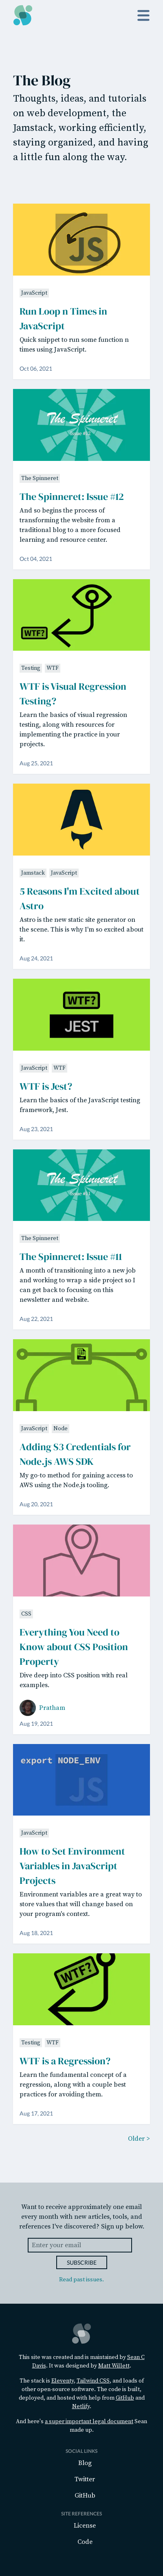 The Blog
Thoughts, ideas, and tutorials
on web development, the
Jamstack, working efficiently,
staying organized, and having
a little fun along the way.
JS
JavaScript
Run Loop n Times in
JavaScript
Quick snippet to run some function n
times using JavaScript.
Oct 06, 2021
The Spinneret
Issue #12
The Spinneret
The Spinneret: Issue #12
And so begins the process of
transforming the website from a
traditional blog to a more focused
learning and resource center.
Oct 04, 2021
WTF?
Testing WTF
WTF is Visual Regression
Testing?
Learn the basics of visual regression
testing, along with resources for
implementing the practice in your
projects.
Aug 25, 2021
Jamstack JavaScript
5 Reasons I'm Excited about
Astro
Astro is the new static site generator on
the scene. This is why I'm so excited about
it.
Aug 24, 2021
WTF?
JEST
JavaScript WTF
WTF is Jest?
Learn the basics of the JavaScript testing
framework, Jest.
Aug 23, 2021
The Spinneret
Issue #11
The Spinneret
The Spinneret: Issue #11
A month of transitioning into a new job
and working to wrap a side project so I
can get back to focusing on this
newsletter and website.
Aug 22, 2021
JavaScript Node
Adding S3 Credentials for
Node.js AWS SDK
My go-to method for gaining access to
AWS using the Node.js tooling.
Aug 20, 2021
CSS
Everything You Need to
Know about CSS Position
Property
Dive deep into CSS position with real
examples.
Pratham
Aug 19, 2021
export NODE_ENV
JS
JavaScript
How to Set Environment
Variables in JavaScript
Projects
Environment variables are a great way to
store values that will change based on
your program's context.
Aug 18, 2021
WTF?
Testing WTF
WTF is a Regression?
Learn the fundamental concept of a
regression, along with a couple best
practices for avoiding them.
Aug 17, 2021
Older >
Want to receive approximately one email
every month with new articles, tools, and
references I've discovered? Sign up below.
Enter your email
SUBSCRIBE
Read past issues.
This site was created and is maintained by Sean C
Davis. It was designed by Matt Willett.
The stack is Eleventy, Tailwind CSS, and loads of
other open-source software. The code is built,
deployed, and hosted with help from GitHub and
Netlify.
And here's a super important legal document Sean
made up.
SOCIAL LINKS
Blog
Twitter
GitHub
SITE REFERENCES
License
Code